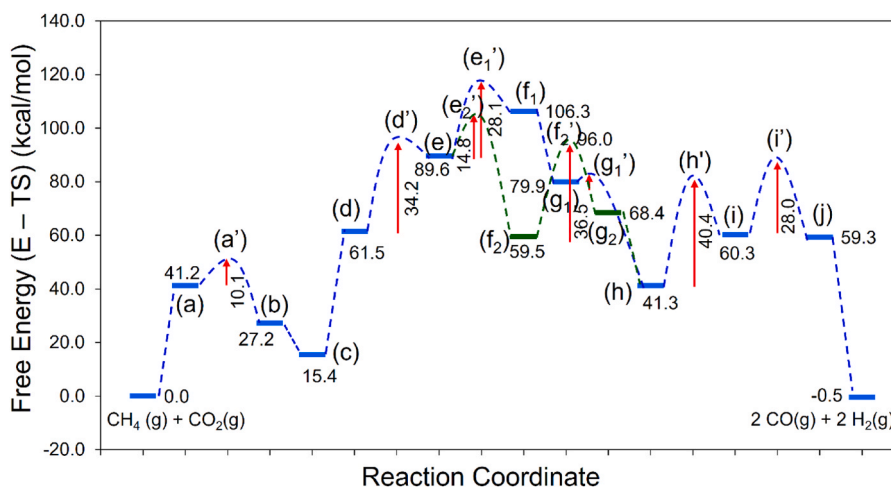 Free Energy (E – TS) (kcal/mol)
140.0
120.0
100.0
80.0
60.0
40.0
20.0
0.0
-20.0
0.0
CH₄ (g) + CO₂(g)
41.2
(a)
(a')
10.1
(b)
27.2
(c)
15.4
(d)
61.5
(d')
34.2
(e)
89.6
(e₁')
28.1
(e₂')
14.8
(f₁)
106.3
(f₂)
59.5
(f₂')
96.0
36.5
79.9
(g₁)
(g₁')
(g₂)
68.4
(h)
41.3
(h')
40.4
(i)
60.3
(i')
28.0
(j)
59.3
-0.5
2 CO(g) + 2 H₂(g)
Reaction Coordinate